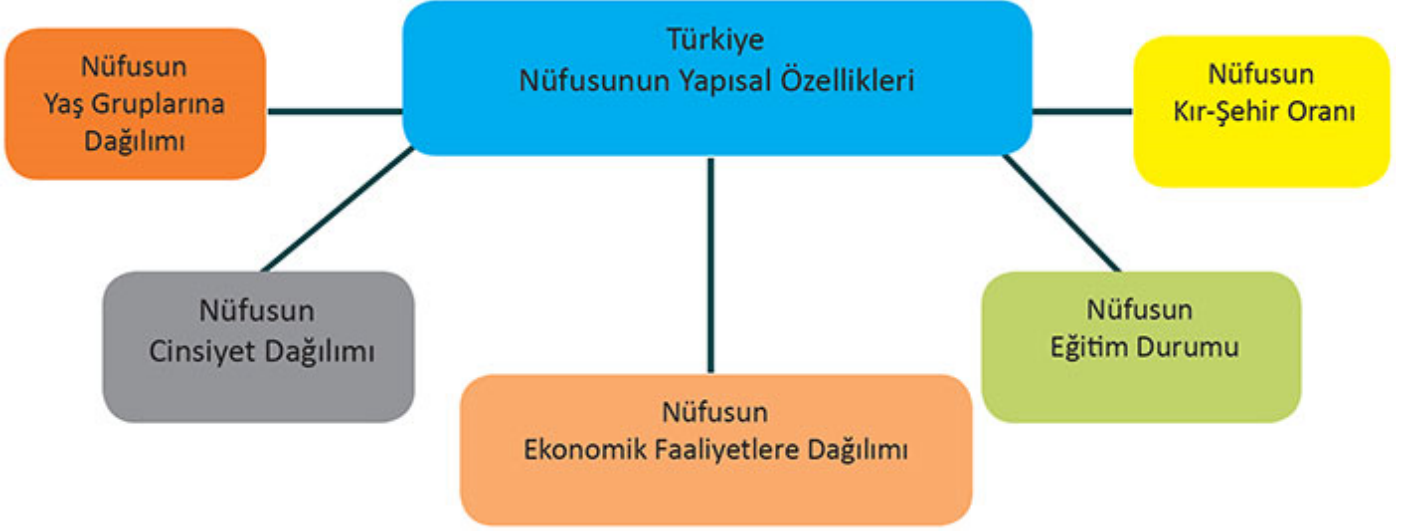 Türkiye
Nüfusunun Yapısal Özellikleri
Nüfusun
Yaş Gruplarına
Dağılımı
Nüfusun
Kır-Şehir Oranı
Nüfusun
Cinsiyet Dağılımı
Nüfusun
Eğitim Durumu
Nüfusun
Ekonomik Faaliyetlere Dağılımı